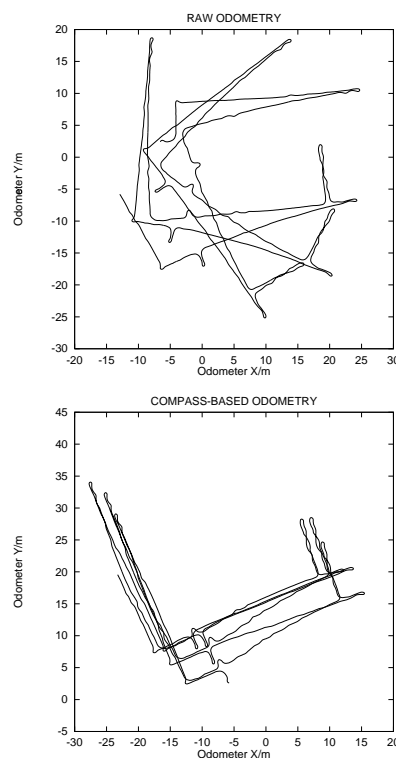 RAW ODOMETRY
20
15
10
5
0
-5
-10
-15
-20
-25
-30
Odometer Y/m
-20 -15 -10 -5 0 5 10 15 20 25 30
Odometer X/m
COMPASS-BASED ODOMETRY
45
40
35
30
25
20
15
10
5
0
-5
Odometer Y/m
-30 -25 -20 -15 -10 -5 0 5 10 15 20
Odometer X/m